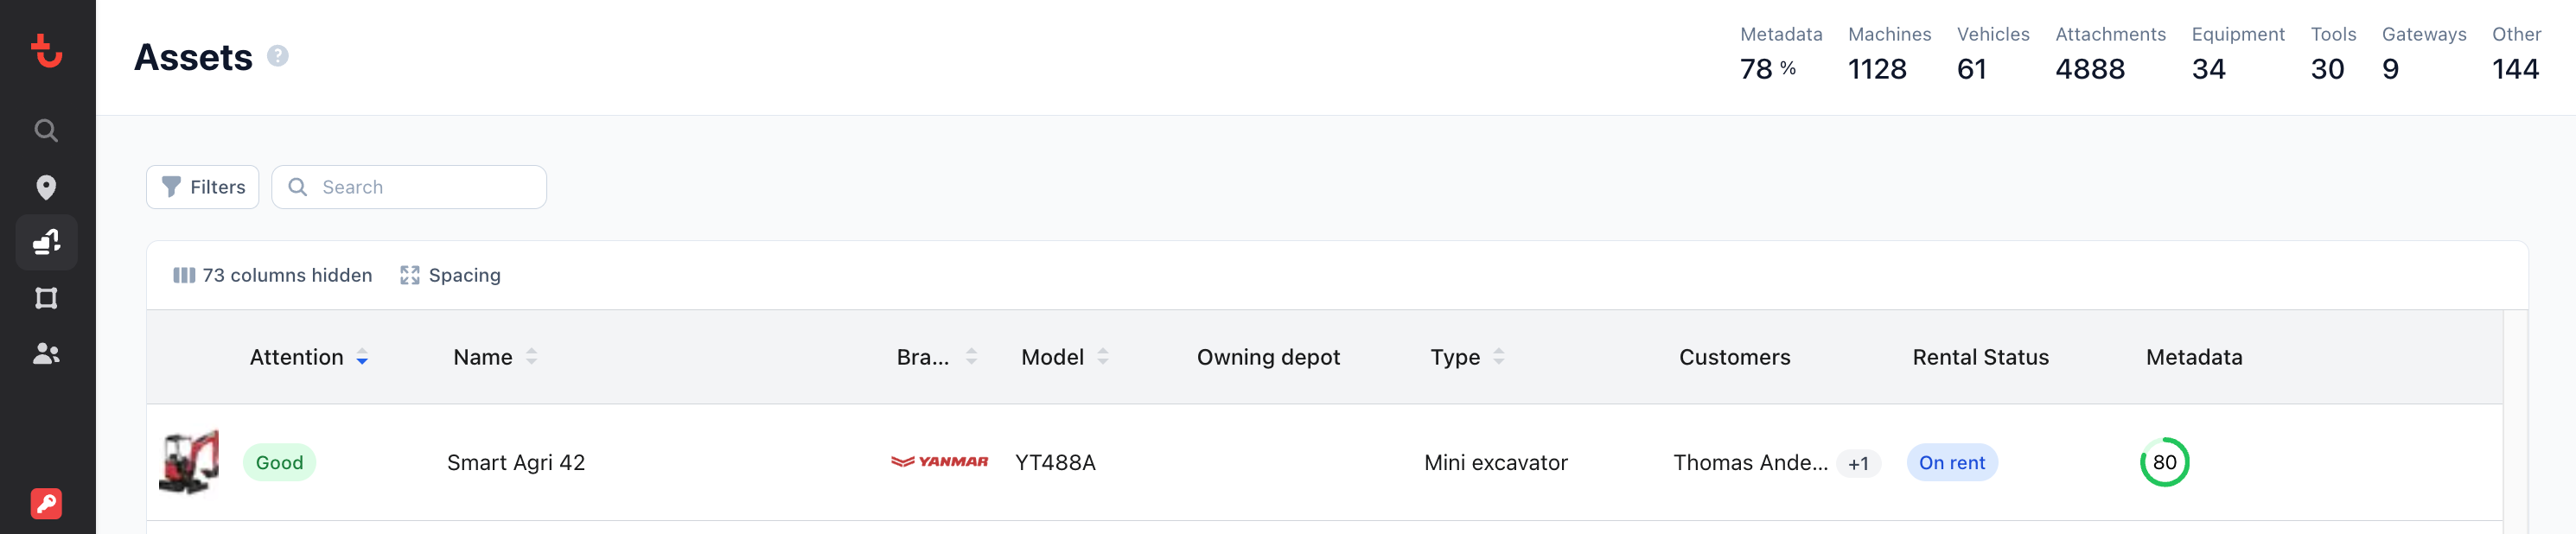 Assets ?
Metadata Machines Vehicles Attachments Equipment Tools Gateways Other
78 % 1128 61 4888 34 30 9 144
Filters Search
73 columns hidden Spacing
Attention Name Bra... Model Owning depot Type Customers Rental Status Metadata
Good Smart Agri 42 YANMAR YT488A Mini excavator Thomas Ande... +1 On rent 80